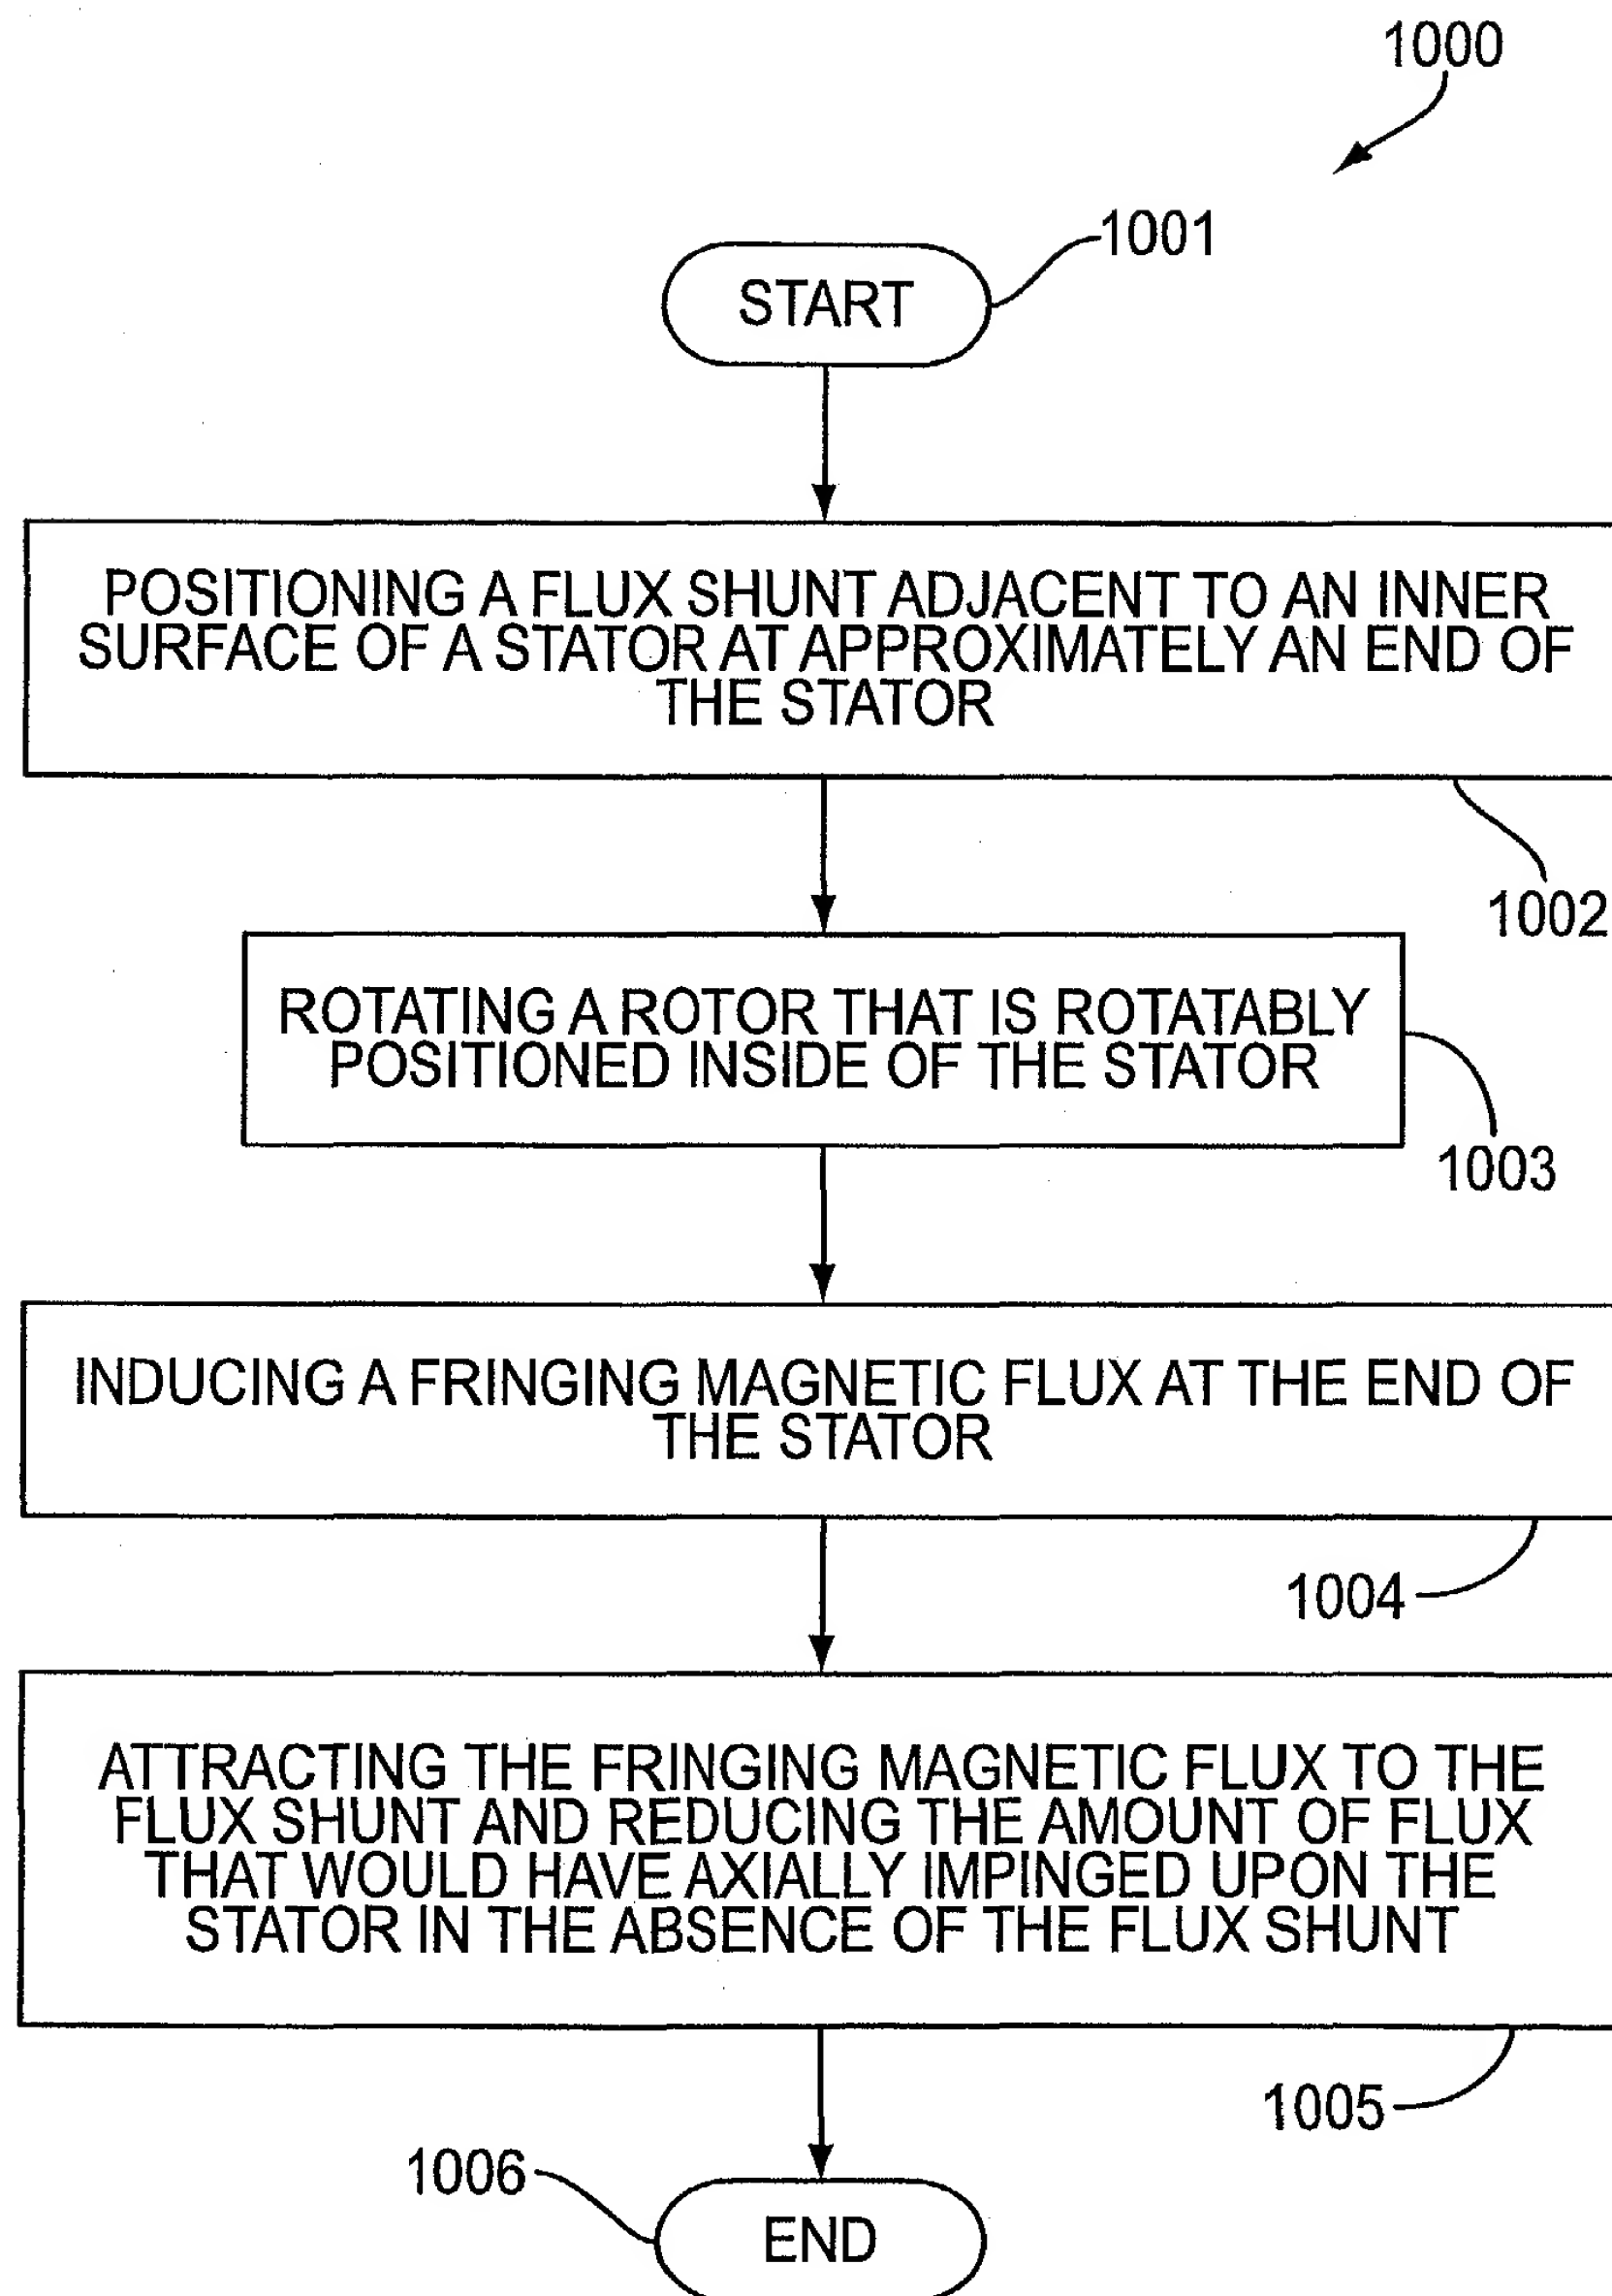 1000
1001
START
POSITIONING A FLUX SHUNT ADJACENT TO AN INNER
SURFACE OF A STATOR AT APPROXIMATELY AN END OF
THE STATOR
1002
ROTATING A ROTOR THAT IS ROTATABLY
POSITIONED INSIDE OF THE STATOR
1003
INDUCING A FRINGING MAGNETIC FLUX AT THE END OF
THE STATOR
1004
ATTRACTING THE FRINGING MAGNETIC FLUX TO THE
FLUX SHUNT AND REDUCING THE AMOUNT OF FLUX
THAT WOULD HAVE AXIALLY IMPINGED UPON THE
STATOR IN THE ABSENCE OF THE FLUX SHUNT
1005
1006
END